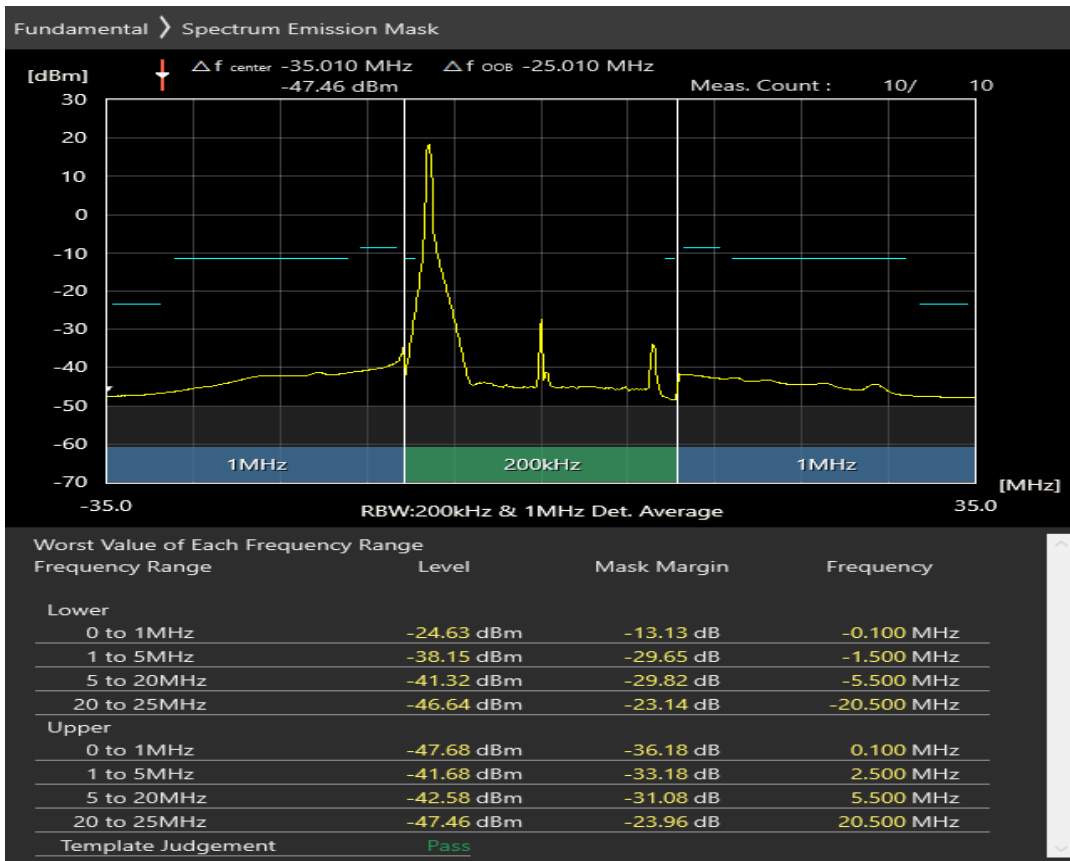 Fundamental ❯ Spectrum Emission Mask
[dBm] △f center -35.010 MHz △f OOB -25.010 MHz
-47.46 dBm Meas. Count : 10/ 10
30
20
10
0
-10
-20
-30
-40
-50
-60
-70
1MHz 200kHz 1MHz
[MHz]
-35.0 RBW:200kHz & 1MHz Det. Average 35.0
Worst Value of Each Frequency Range
Frequency Range Level Mask Margin Frequency
Lower
0 to 1MHz -24.63 dBm -13.13 dB -0.100 MHz
1 to 5MHz -38.15 dBm -29.65 dB -1.500 MHz
5 to 20MHz -41.32 dBm -29.82 dB -5.500 MHz
20 to 25MHz -46.64 dBm -23.14 dB -20.500 MHz
Upper
0 to 1MHz -47.68 dBm -36.18 dB 0.100 MHz
1 to 5MHz -41.68 dBm -33.18 dB 2.500 MHz
5 to 20MHz -42.58 dBm -31.08 dB 5.500 MHz
20 to 25MHz -47.46 dBm -23.96 dB 20.500 MHz
Template Judgement Pass